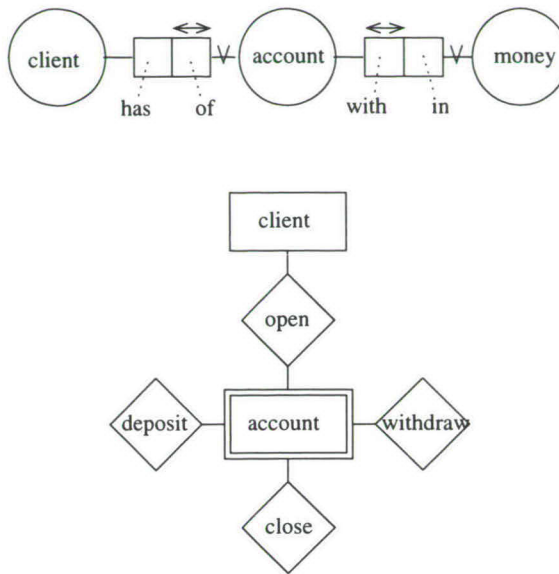 client account money
has of with in
client
open
deposit account withdraw
close